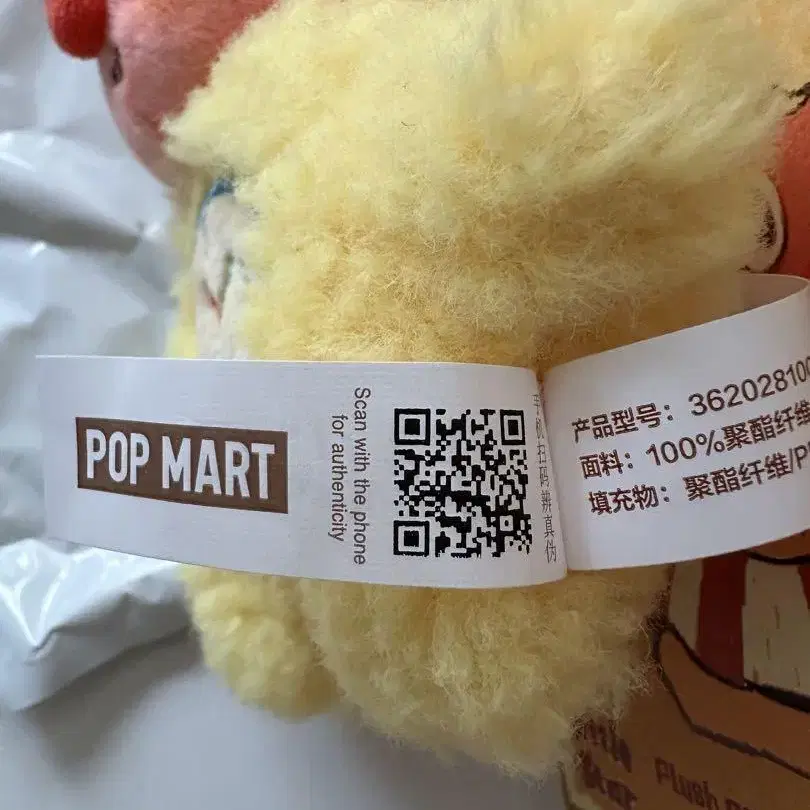 POP MART
Scan with the phone
for authenticity
手机扫码辨真伪
产品型号：36202810
面料：100%聚酯纤维
填充物：聚酯纤维/P
Plush